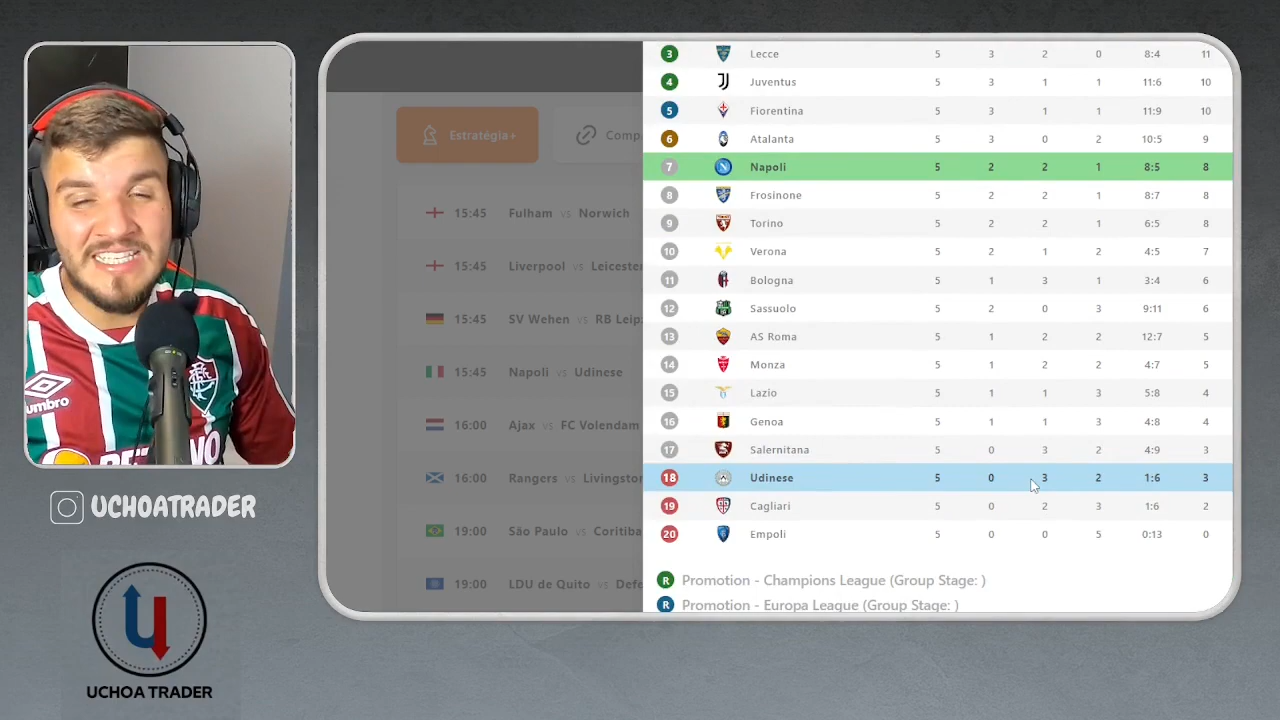 3 Lecce 5 3 2 0 8:4 11
4 Juventus 5 3 1 1 11:6 10
5 Fiorentina 5 3 1 1 11:9 10
6 Atalanta 5 3 0 2 10:5 9
7 Napoli 5 2 2 1 8:5 8
8 Frosinone 5 2 2 1 8:7 8
9 Torino 5 2 2 1 6:5 8
10 Verona 5 2 1 2 4:5 7
11 Bologna 5 1 3 1 3:4 6
12 Sassuolo 5 2 0 3 9:11 6
13 AS Roma 5 1 2 2 12:7 5
14 Monza 5 1 2 2 4:7 5
15 Lazio 5 1 1 3 5:8 4
16 Genoa 5 1 1 3 4:8 4
17 Salernitana 5 0 3 2 4:9 3
18 Udinese 5 0 3 2 1:6 3
19 Cagliari 5 0 2 3 1:6 2
20 Empoli 5 0 0 5 0:13 0
R Promotion - Champions League (Group Stage: )
R Promotion - Europa League (Group Stage: )
Estratégia+ Comp
15:45 Fulham vs Norwich
15:45 Liverpool vs Leicester
15:45 SV Wehen vs RB Leip
15:45 Napoli vs Udinese
16:00 Ajax vs FC Volendam
16:00 Rangers vs Livingston
19:00 São Paulo vs Coritiba
19:00 LDU de Quito vs Defe
umbro
UCHOATRADER
U
UCHOA TRADER